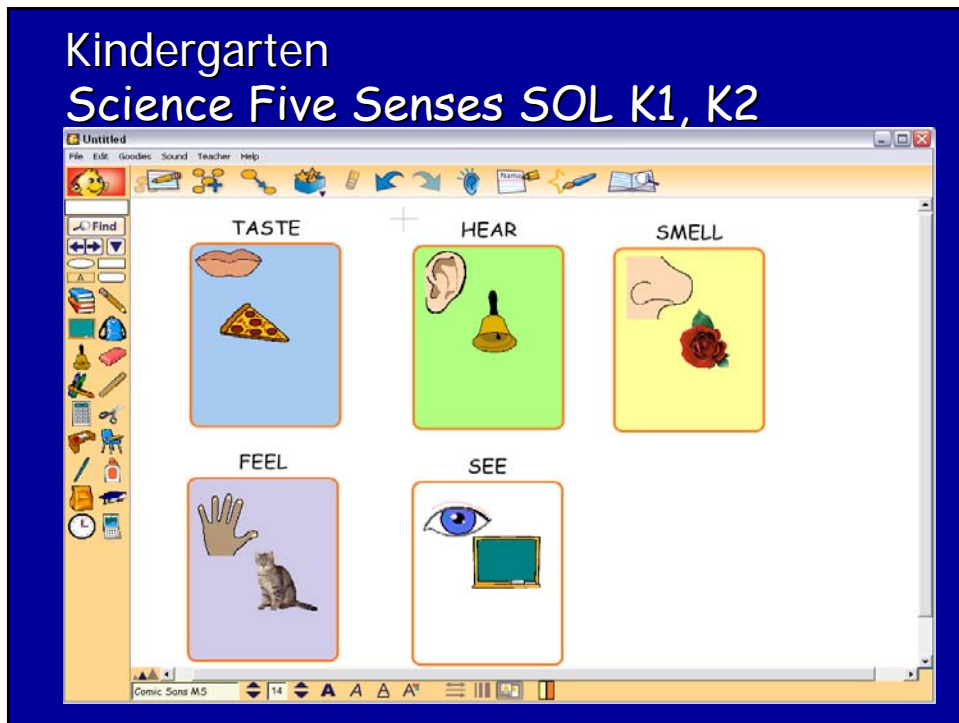 Kindergarten
Science Five Senses SOL K1, K2
Untitled
File Edit Goodies Sound Teacher Help
Name
Find
A
TASTE
HEAR
SMELL
FEEL
SEE
Comic Sans MS
14
A A A A